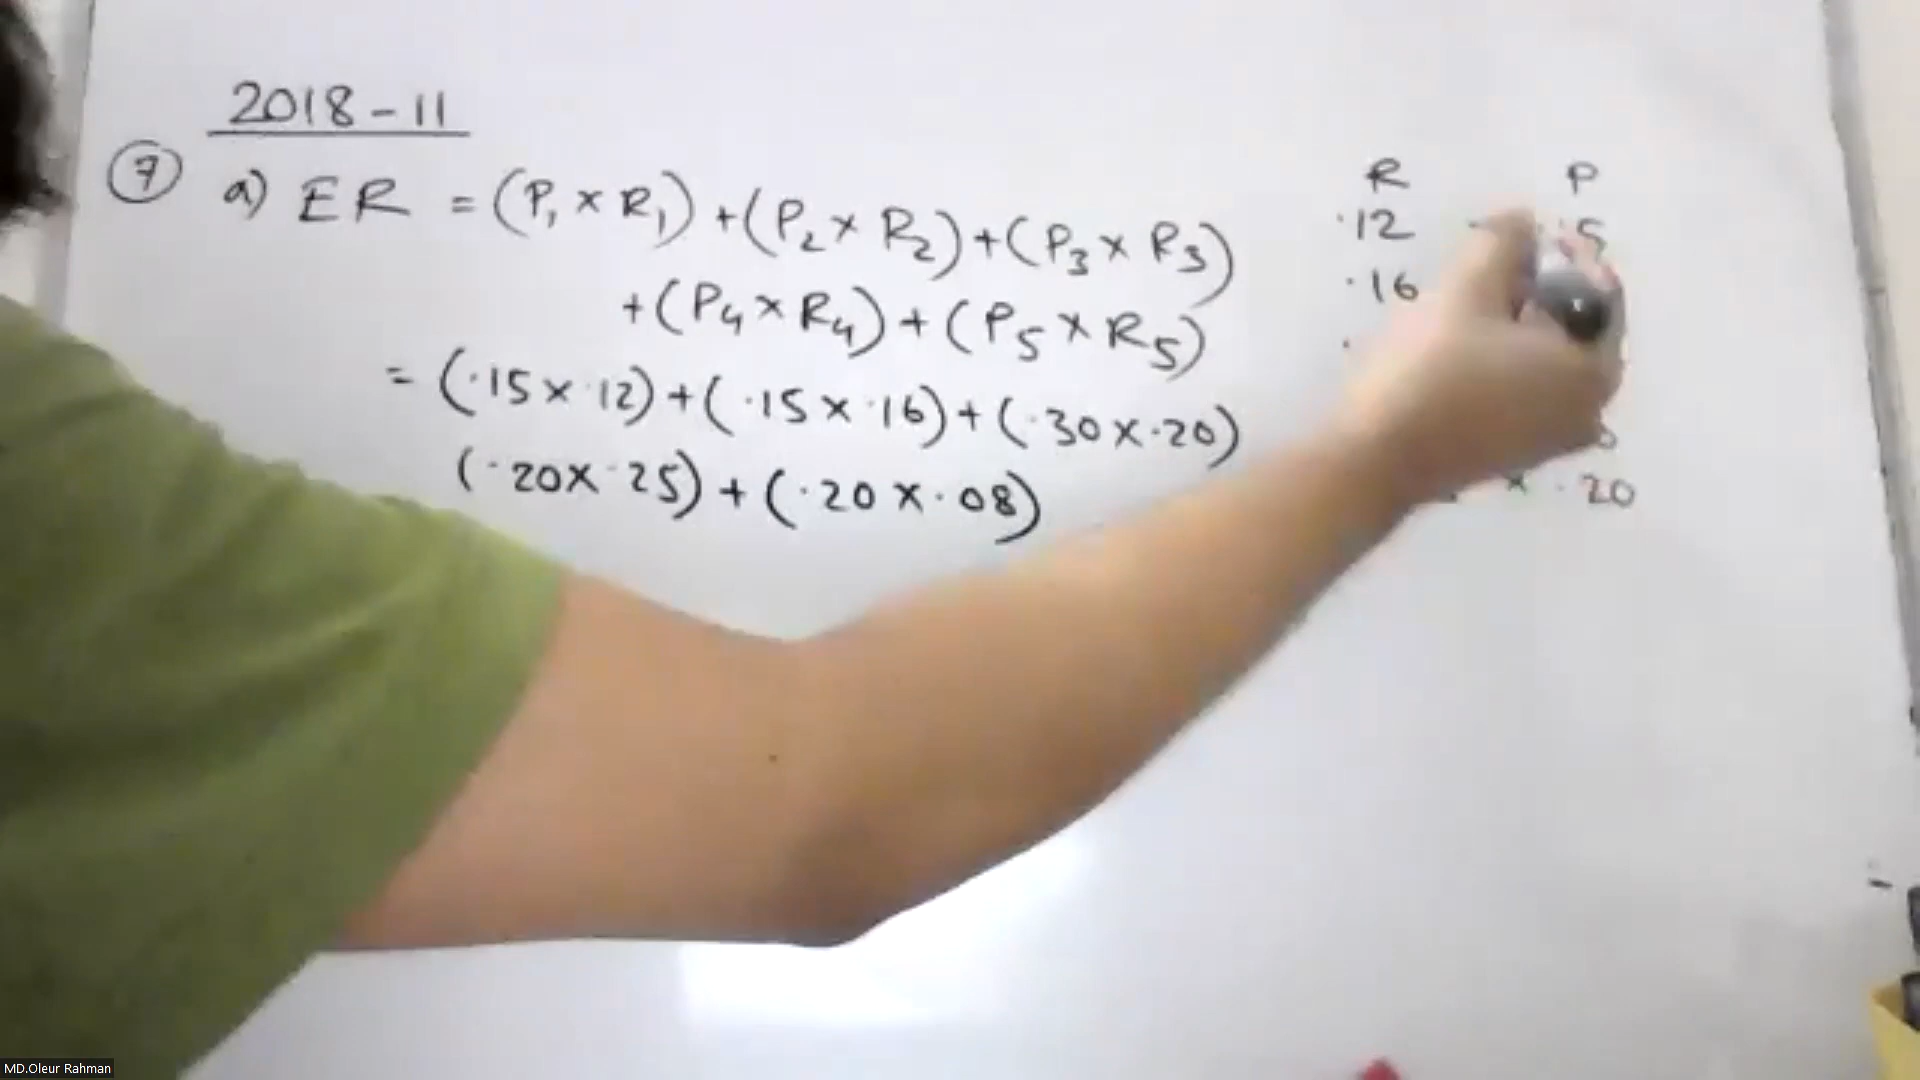 2018-11
7 a) ER = (P₁ × R₁) + (P₂ × R₂) + (P₃ × R₃)
+ (P₄ × R₄) + (P₅ × R₅)
= (.15 × .12) + (.15 × .16) + (.30 × .20)
(.20 × .25) + (.20 × .08)
R P
.12
.16
× .20
MD.Oleur Rahman